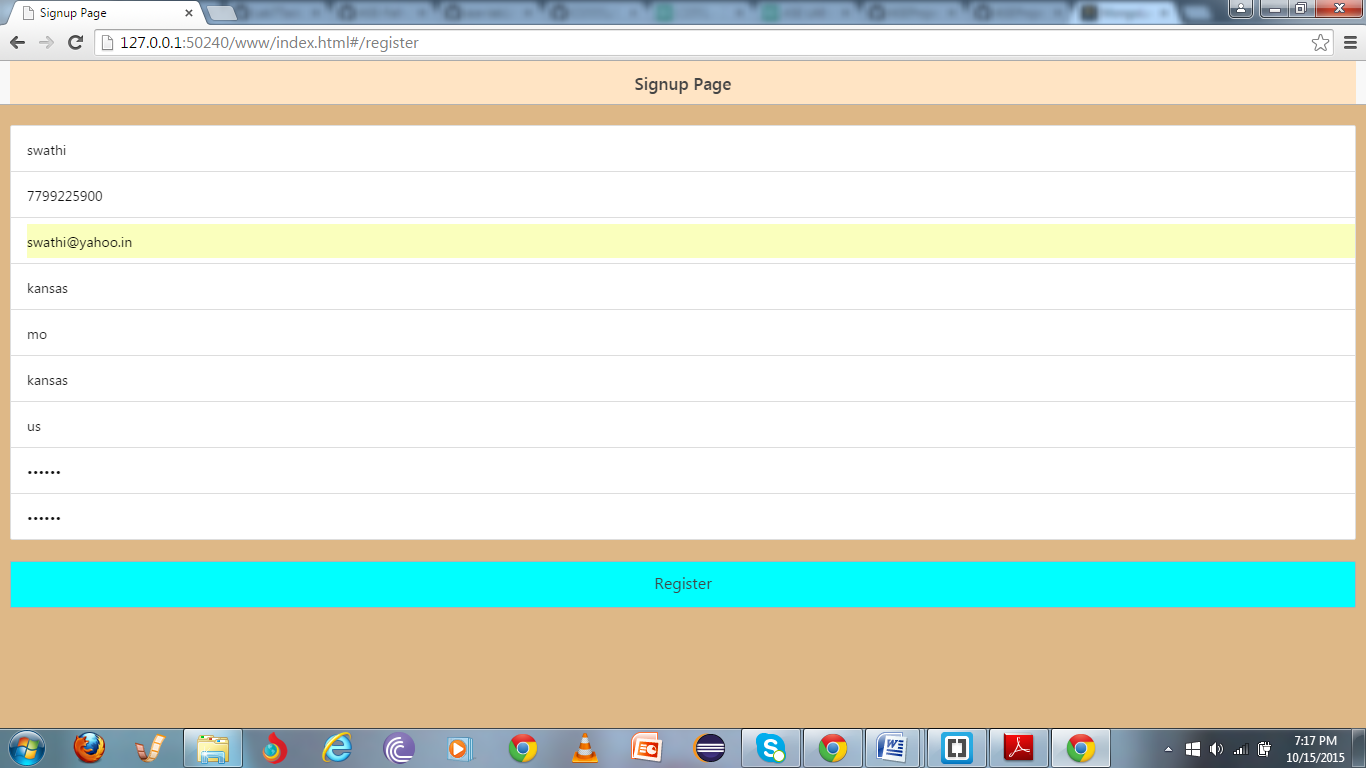 Signup Page
127.0.0.1:50240/www/index.html#/register
Signup Page
swathi
7799225900
swathi@yahoo.in
kansas
mo
kansas
us
••••••
••••••
Register
7:17 PM
10/15/2015